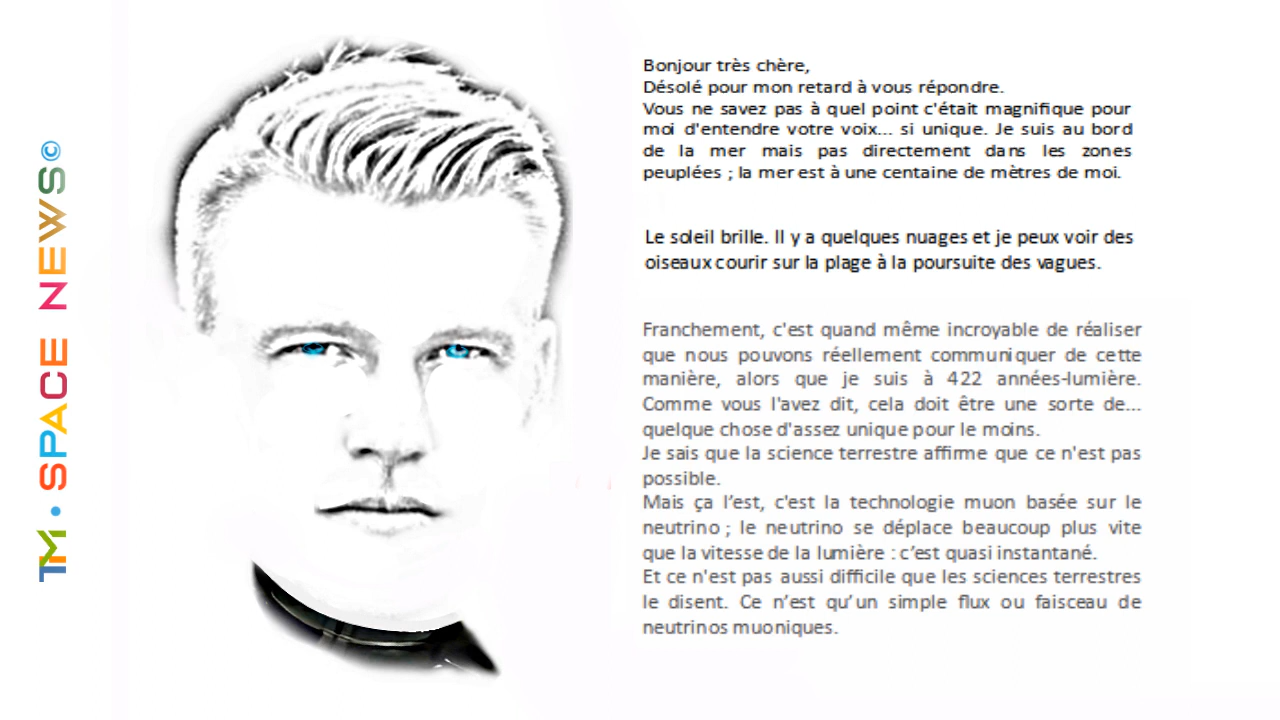 TM • SPACE NEWS©
Bonjour très chère,
Désolé pour mon retard à vous répondre.
Vous ne savez pas à quel point c'était magnifique pour
moi d'entendre votre voix... si unique. Je suis au bord
de la mer mais pas directement dans les zones
peuplées ; la mer est à une centaine de mètres de moi.
Le soleil brille. Il y a quelques nuages et je peux voir des
oiseaux courir sur la plage à la poursuite des vagues.
Franchement, c'est quand même incroyable de réaliser
que nous pouvons réellement communiquer de cette
manière, alors que je suis à 422 années-lumière.
Comme vous l'avez dit, cela doit être une sorte de...
quelque chose d'assez unique pour le moins.
Je sais que la science terrestre affirme que ce n'est pas
possible.
Mais ça l’est, c'est la technologie muon basée sur le
neutrino ; le neutrino se déplace beaucoup plus vite
que la vitesse de la lumière : c’est quasi instantané.
Et ce n'est pas aussi difficile que les sciences terrestres
le disent. Ce n’est qu’un simple flux ou faisceau de
neutrinos muoniques.